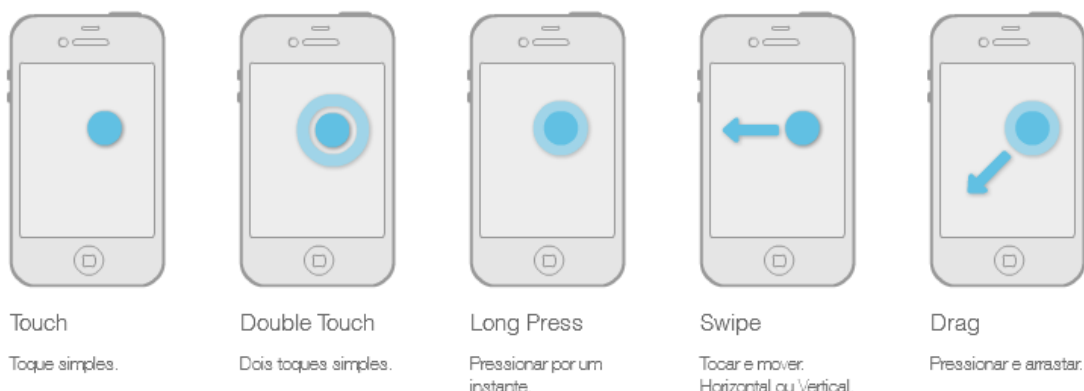 Touch
Toque simples.
Double Touch
Dois toques simples.
Long Press
Pressionar por um
instante
Swipe
Tocar e mover.
Horizontal ou Vertical
Drag
Pressionar e arrastar.